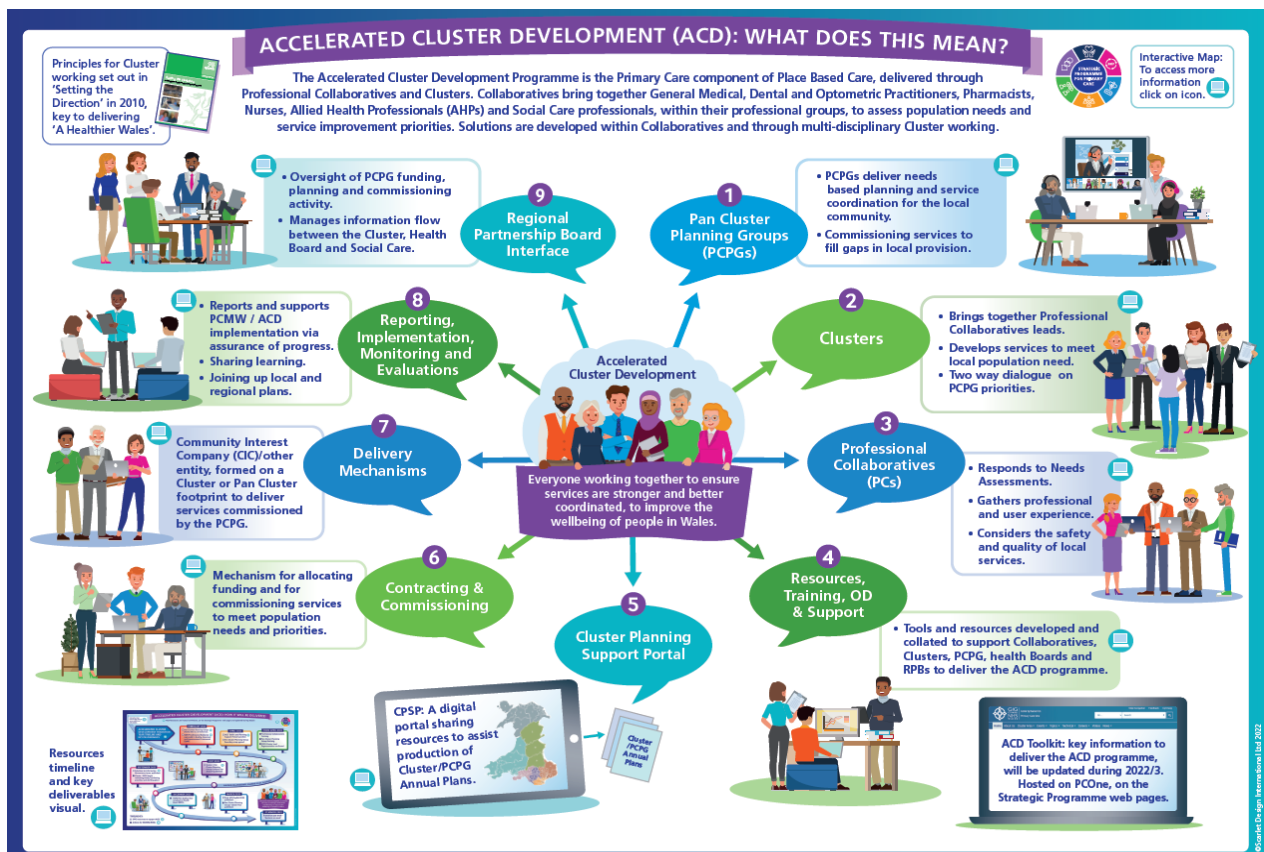 ACCELERATED CLUSTER DEVELOPMENT (ACD): WHAT DOES THIS MEAN?
Principles for Cluster
working set out in
‘Setting the
Direction’ in 2010,
key to delivering
‘A Healthier Wales’.
The Accelerated Cluster Development Programme is the Primary Care component of Place Based Care, delivered through
Professional Collaboratives and Clusters. Collaboratives bring together General Medical, Dental and Optometric Practitioners, Pharmacists,
Nurses, Allied Health Professionals (AHPs) and Social Care professionals, within their professional groups, to assess population needs and
service improvement priorities. Solutions are developed within Collaboratives and through multi-disciplinary Cluster working.
STRATEGIC
PROGRAMME
FOR PRIMARY
CARE
Interactive Map:
To access more
information
click on icon.
1
Pan Cluster
Planning Groups
(PCPGs)
• PCPGs deliver needs
based planning and service
coordination for the local
community.
• Commissioning services to
fill gaps in local provision.
2
Clusters
• Brings together Professional
Collaboratives leads.
• Develops services to meet
local population need.
• Two way dialogue on
PCPG priorities.
3
Professional
Collaboratives
(PCs)
• Responds to Needs
Assessments.
• Gathers professional
and user experience.
• Considers the safety
and quality of local
services.
4
Resources,
Training, OD
& Support
• Tools and resources developed and
collated to support Collaboratives,
Clusters, PCPG, health Boards and
RPBs to deliver the ACD programme.
5
Cluster Planning
Support Portal
CPSP: A digital
portal sharing
resources to assist
production of
Cluster/PCPG
Annual Plans.
Cluster
/PCPG
Annual
Plans
6
Contracting &
Commissioning
Mechanism for allocating
funding and for
commissioning services
to meet population
needs and priorities.
7
Delivery
Mechanisms
Community Interest
Company (CIC)/other
entity, formed on a
Cluster or Pan Cluster
footprint to deliver
services commissioned
by the PCPG.
8
Reporting,
Implementation,
Monitoring and
Evaluations
• Reports and supports
PCMW / ACD
implementation via
assurance of progress.
• Sharing learning.
• Joining up local and
regional plans.
9
Regional
Partnership Board
Interface
• Oversight of PCPG funding,
planning and commissioning
activity.
• Manages information flow
between the Cluster, Health
Board and Social Care.
Accelerated
Cluster Development
Everyone working together to ensure
services are stronger and better
coordinated, to improve the
wellbeing of people in Wales.
Resources
timeline
and key
deliverables
visual.
ACD Toolkit: key information to
deliver the ACD programme,
will be updated during 2022/3.
Hosted on PCOne, on the
Strategic Programme web pages.
©Scarlet Design International Ltd 2022